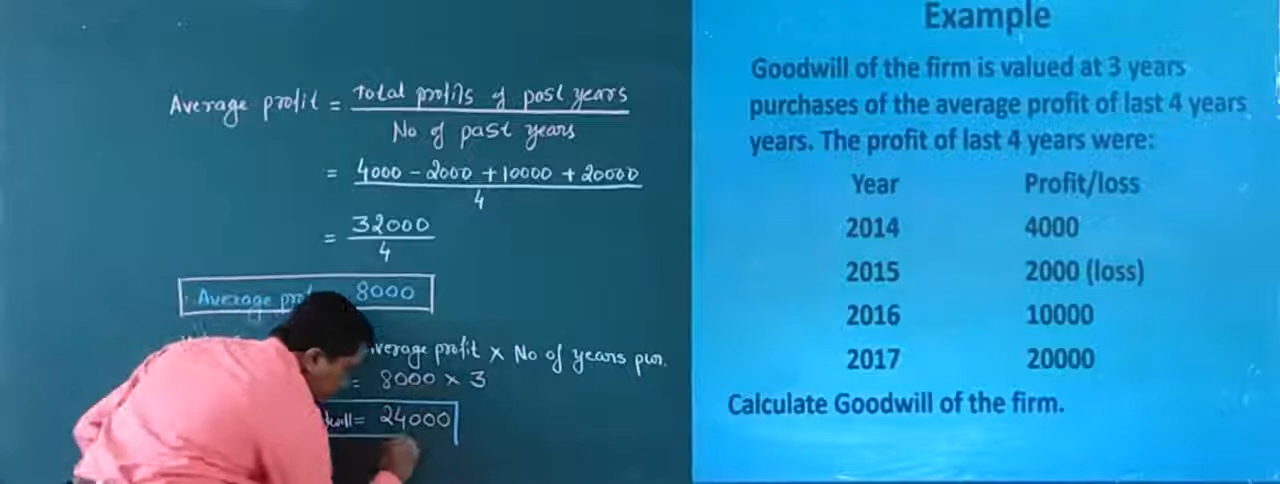 Average profit = Total profits of past years
No of past years
= 4000 - 2000 + 10000 + 20000
4
= 32000
4
Average 8000
verage profit × No of years pur.
= 8000 × 3
will= 24000
Example
Goodwill of the firm is valued at 3 years
purchases of the average profit of last 4 years
years. The profit of last 4 years were:
Year Profit/loss
2014 4000
2015 2000 (loss)
2016 10000
2017 20000
Calculate Goodwill of the firm.